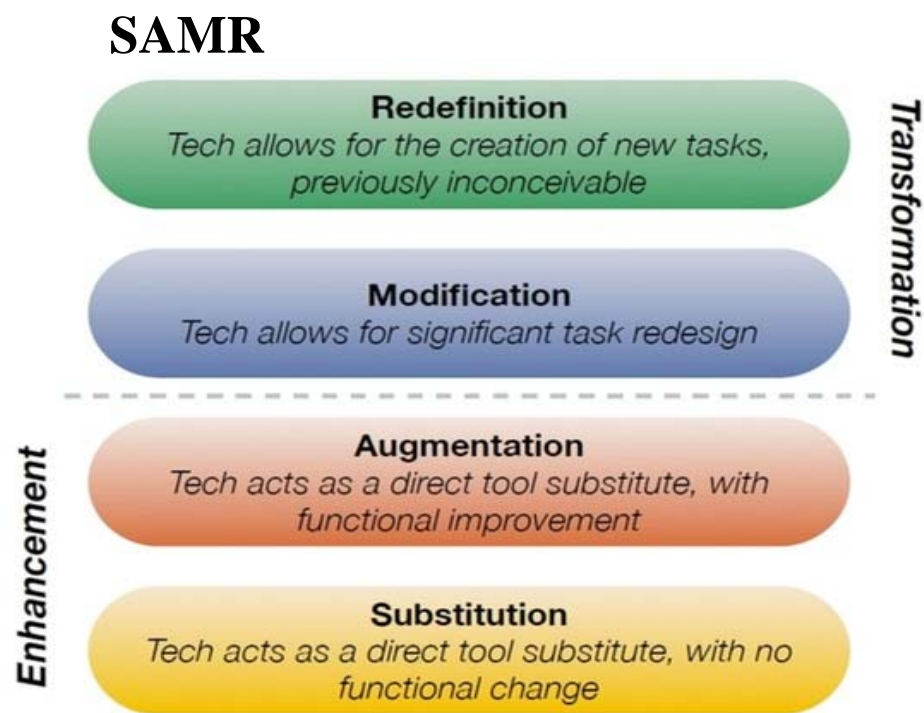 SAMR
Redefinition
Tech allows for the creation of new tasks,
previously inconceivable
Modification
Tech allows for significant task redesign
Transformation
Augmentation
Tech acts as a direct tool substitute, with
functional improvement
Substitution
Tech acts as a direct tool substitute, with no
functional change
Enhancement